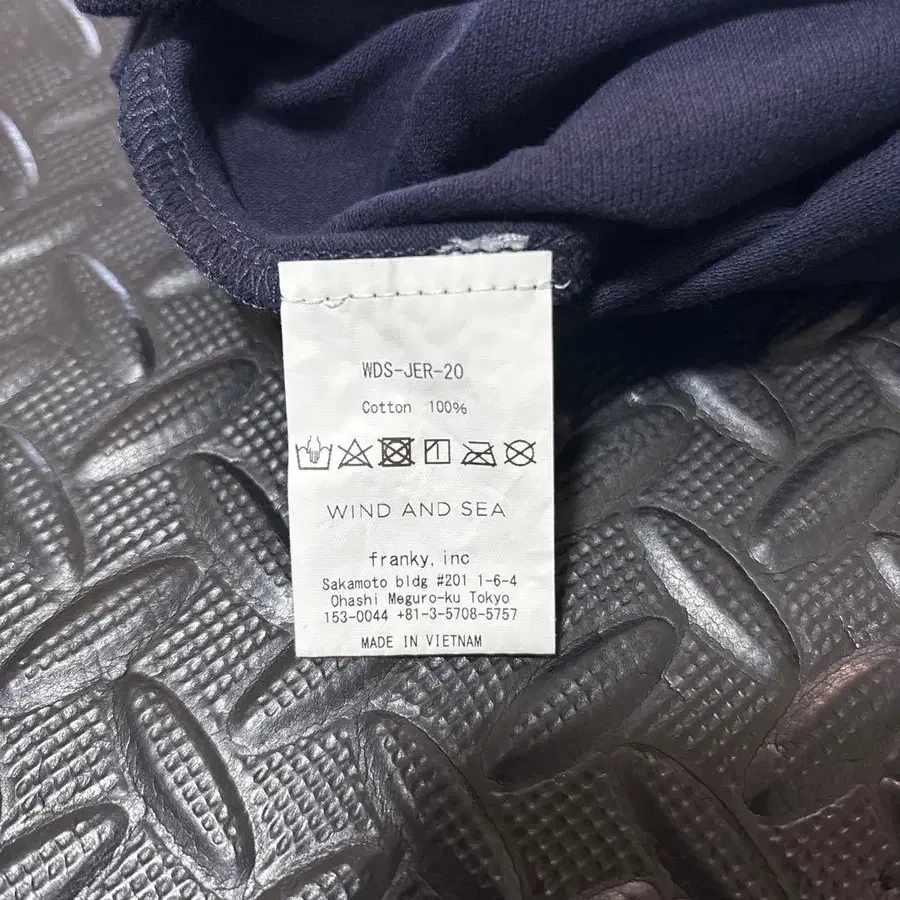 WDS-JER-20
Cotton 100%
WIND AND SEA
franky, inc
Sakamoto bldg #201 1-6-4
Ohashi Meguro-ku Tokyo
153-0044 +81-3-5708-5757
MADE IN VIETNAM